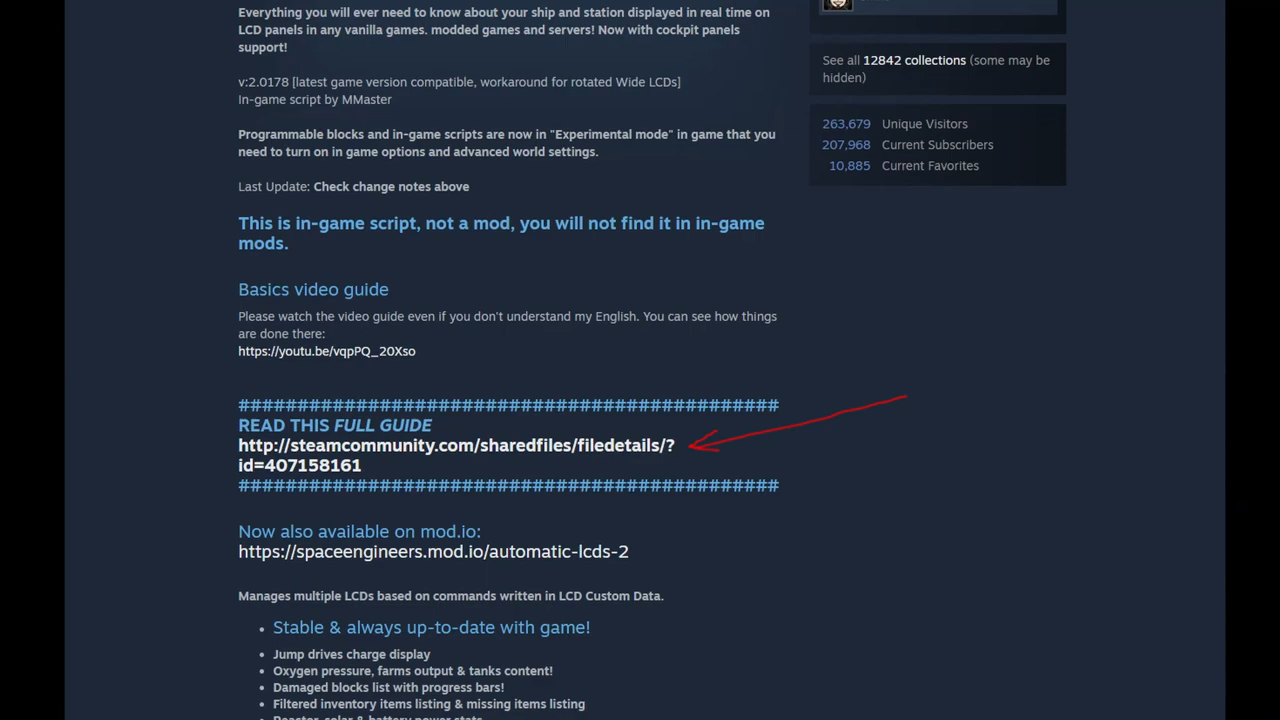 Everything you will ever need to know about your ship and station displayed in real time on
LCD panels in any vanilla games. modded games and servers! Now with cockpit panels
support!
v:2.0178 [latest game version compatible, workaround for rotated Wide LCDs]
In-game script by MMaster
Programmable blocks and in-game scripts are now in "Experimental mode" in game that you
need to turn on in game options and advanced world settings.
Last Update: Check change notes above
This is in-game script, not a mod, you will not find it in in-game
mods.
Basics video guide
Please watch the video guide even if you don't understand my English. You can see how things
are done there:
https://youtu.be/vqpPQ_20Xso
##############################################
READ THIS FULL GUIDE
http://steamcommunity.com/sharedfiles/filedetails/?
id=407158161
##############################################
Now also available on mod.io:
https://spaceengineers.mod.io/automatic-lcds-2
Manages multiple LCDs based on commands written in LCD Custom Data.
• Stable & always up-to-date with game!
• Jump drives charge display
• Oxygen pressure, farms output & tanks content!
• Damaged blocks list with progress bars!
• Filtered inventory items listing & missing items listing
• Reactor, solar & battery power stats
See all 12842 collections (some may be
hidden)
263,679 Unique Visitors
207,968 Current Subscribers
10,885 Current Favorites